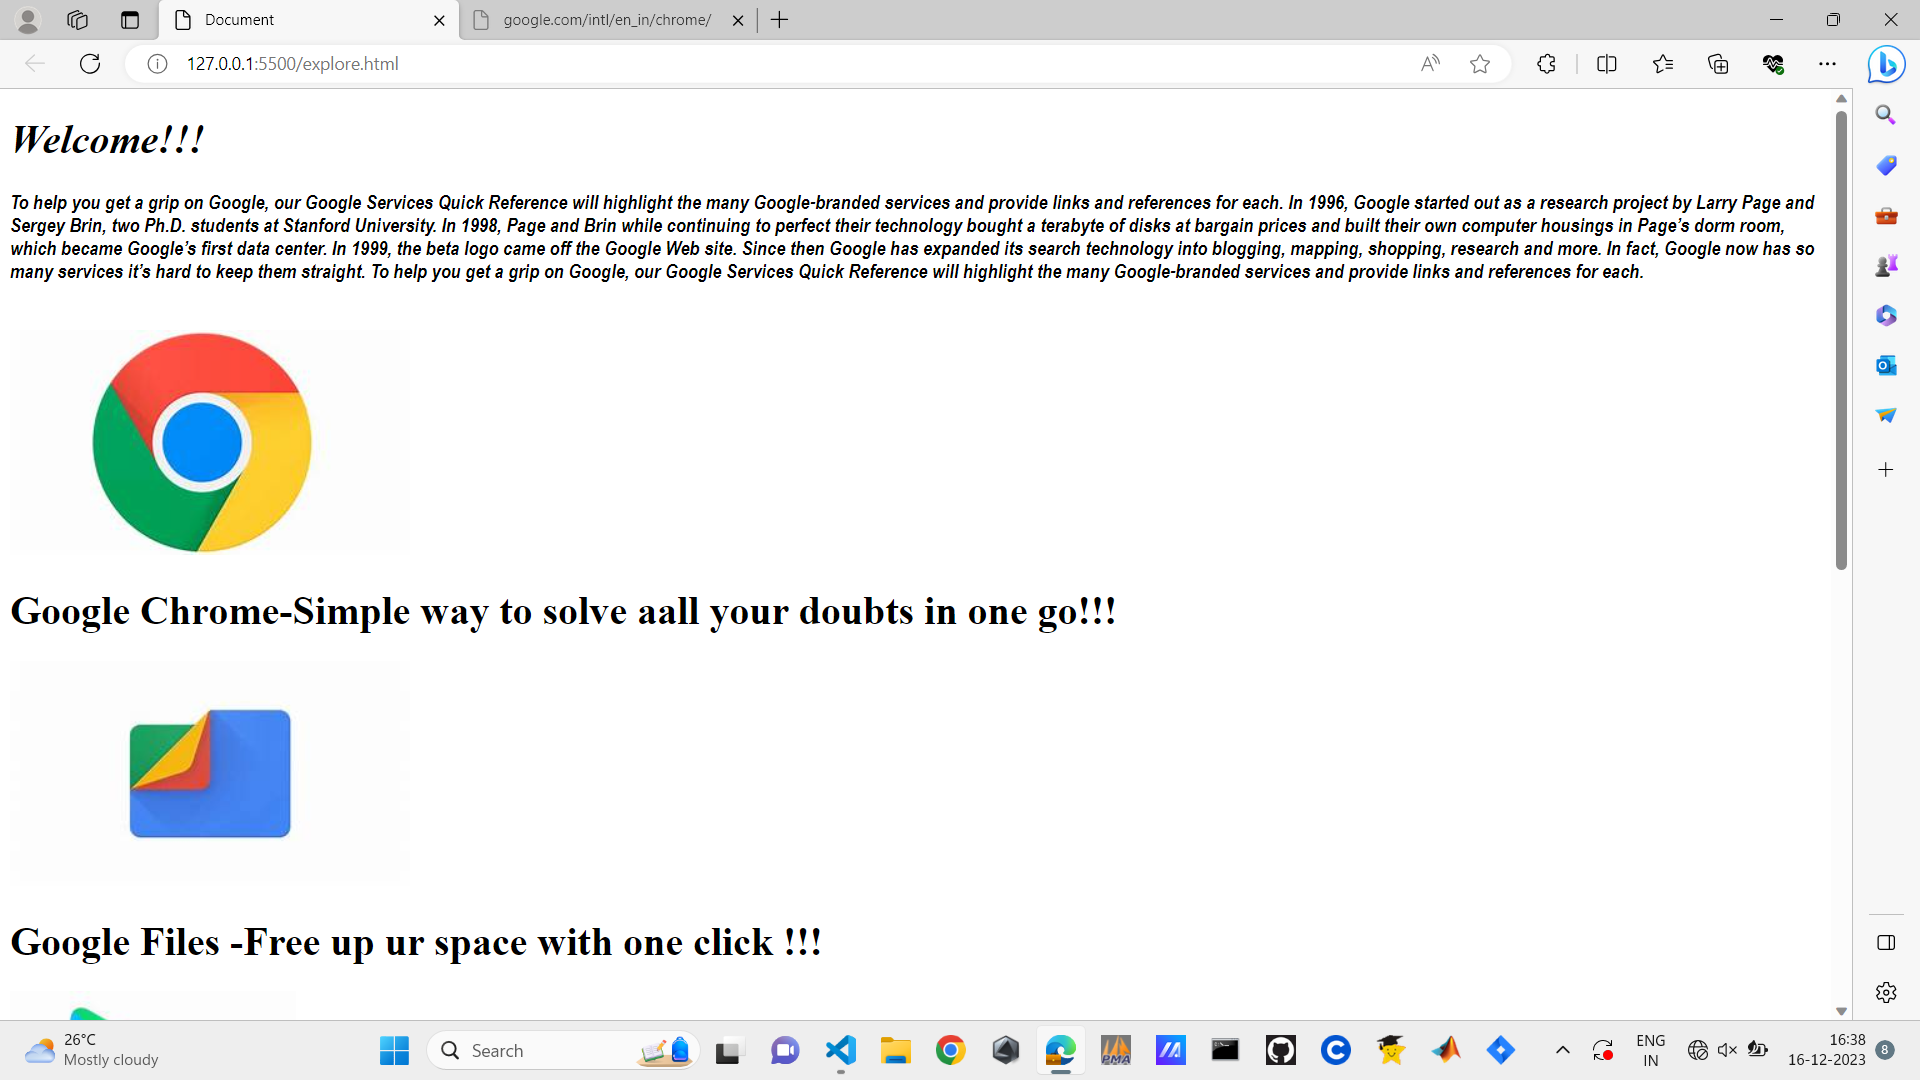 Document
google.com/intl/en_in/chrome/
127.0.0.1:5500/explore.html
Welcome!!!
To help you get a grip on Google, our Google Services Quick Reference will highlight the many Google-branded services and provide links and references for each. In 1996, Google started out as a research project by Larry Page and
Sergey Brin, two Ph.D. students at Stanford University. In 1998, Page and Brin while continuing to perfect their technology bought a terabyte of disks at bargain prices and built their own computer housings in Page’s dorm room,
which became Google’s first data center. In 1999, the beta logo came off the Google Web site. Since then Google has expanded its search technology into blogging, mapping, shopping, research and more. In fact, Google now has so
many services it’s hard to keep them straight. To help you get a grip on Google, our Google Services Quick Reference will highlight the many Google-branded services and provide links and references for each.
Google Chrome-Simple way to solve aall your doubts in one go!!!
Google Files -Free up ur space with one click !!!
26°C
Mostly cloudy
Search
PMA
ENG
IN
16:38
16-12-2023
8